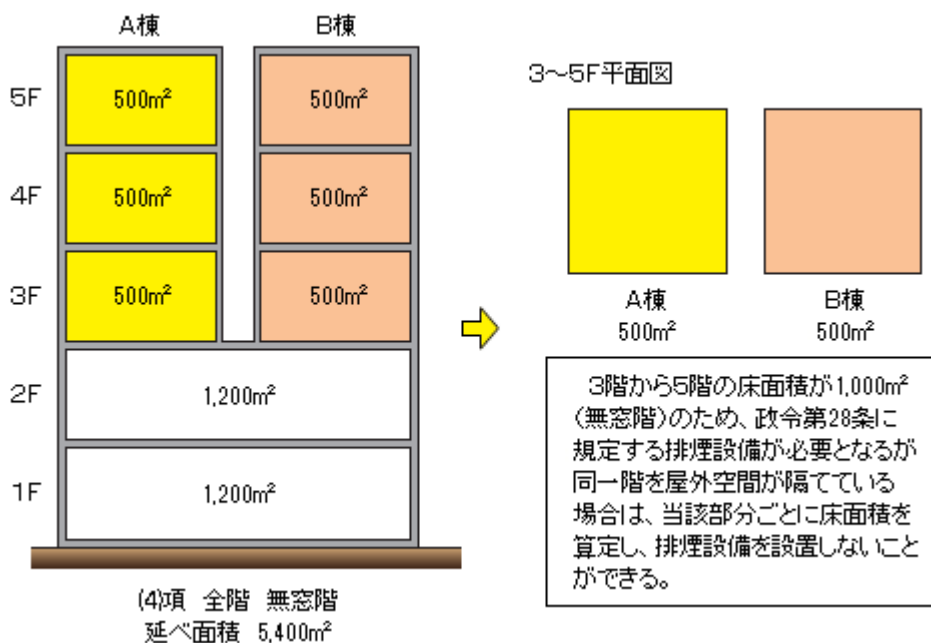 A棟 B棟
5F 500m² 500m²
4F 500m² 500m²
3F 500m² 500m²
2F 1,200m²
1F 1,200m²
(4)項 全階 無窓階
延べ面積 5,400m²
3～5F平面図
A棟 B棟
500m² 500m²
3階から5階の床面積が1,000m²
(無窓階)のため、政令第28条に
規定する排煙設備が必要となるが
同一階を屋外空間が隔てている
場合は、当該部分ごとに床面積を
算定し、排煙設備を設置しないこと
ができる。